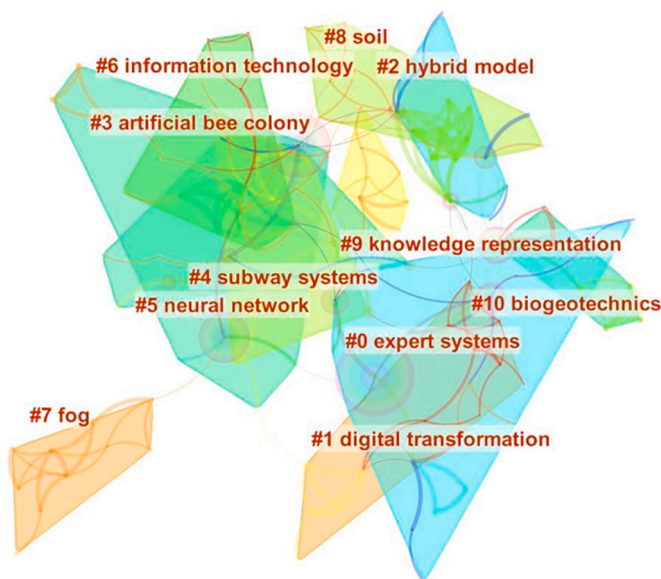 #8 soil
#6 information technology
#2 hybrid model
#3 artificial bee colony
#9 knowledge representation
#4 subway systems
#5 neural network
#10 biogeotechnics
#0 expert systems
#7 fog
#1 digital transformation